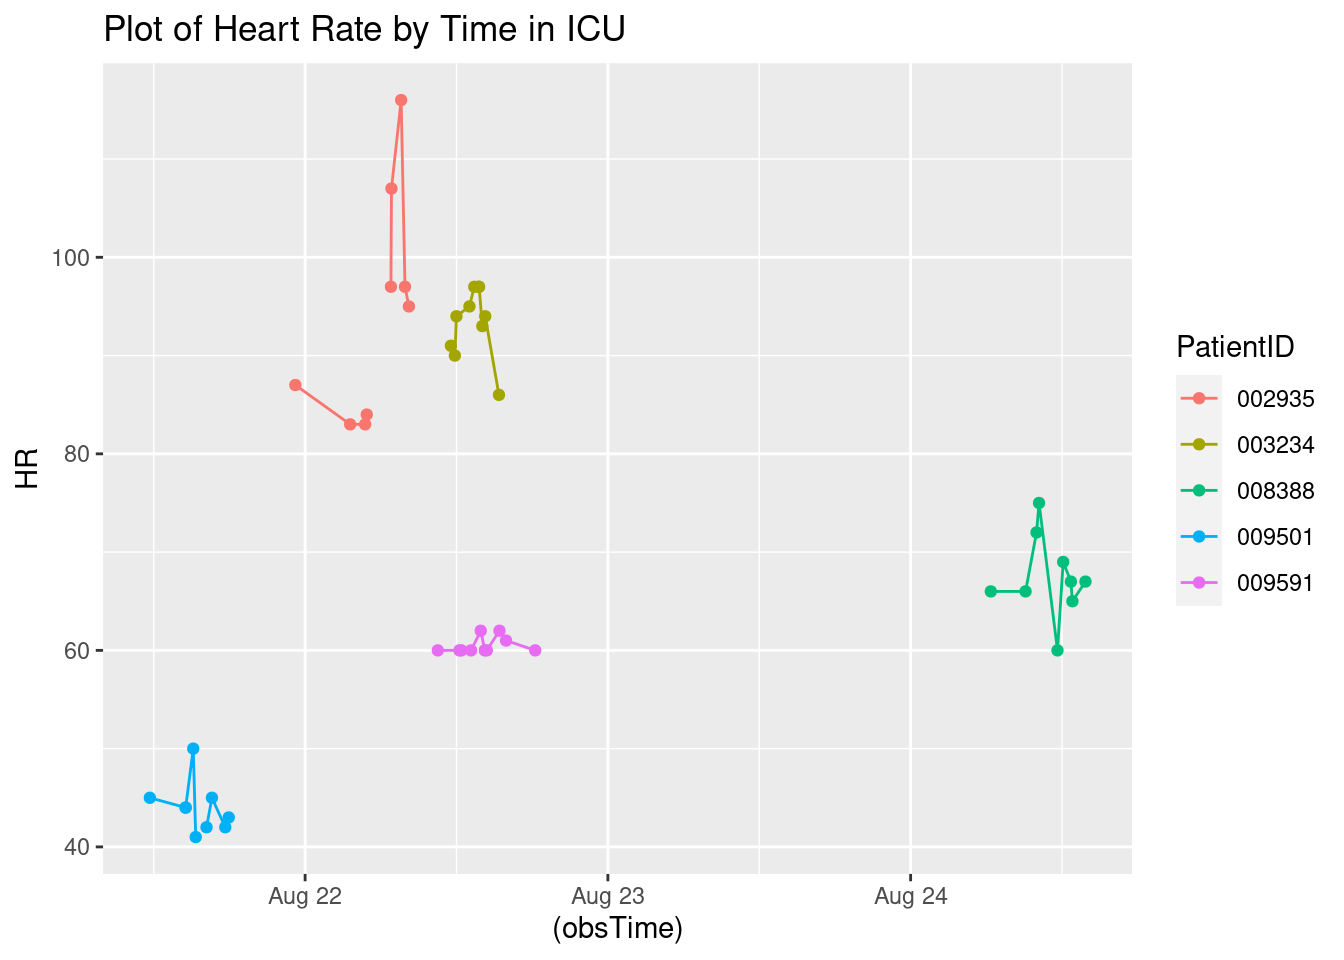 Plot of Heart Rate by Time in ICU
HR
100
80
60
40
Aug 22
Aug 23
Aug 24
(obsTime)
PatientID
002935
003234
008388
009501
009591